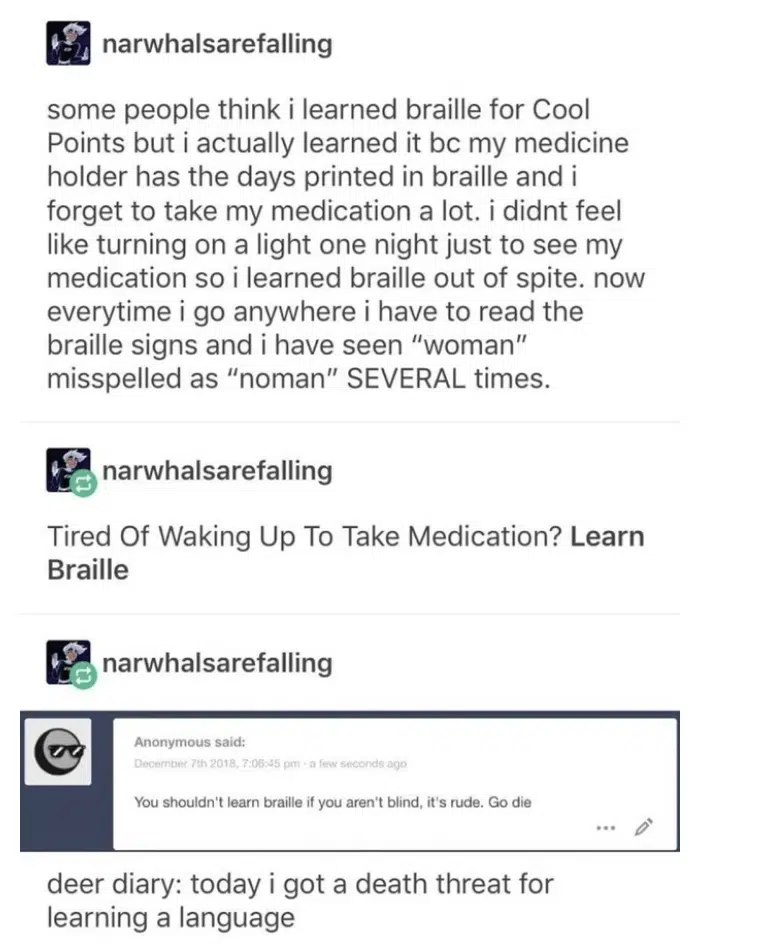 narwhalsarefalling
some people think i learned braille for Cool
Points but i actually learned it bc my medicine
holder has the days printed in braille and i
forget to take my medication a lot. i didnt feel
like turning on a light one night just to see my
medication so i learned braille out of spite. now
everytime i go anywhere i have to read the
braille signs and i have seen “woman”
misspelled as “noman” SEVERAL times.
narwhalsarefalling
Tired Of Waking Up To Take Medication? Learn
Braille
narwhalsarefalling
Anonymous said:
December 7th 2018, 7:06:45 pm · a few seconds ago
You shouldn't learn braille if you aren't blind, it's rude. Go die
deer diary: today i got a death threat for
learning a language